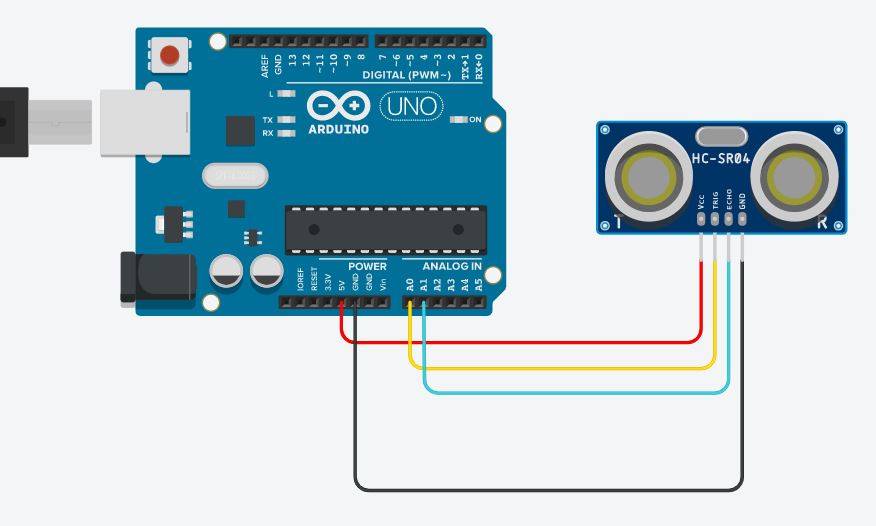 AREF
GND
13
12
~11
~10
~9
8
7
~6
~5
4
~3
2
TX→1
RX←0
DIGITAL (PWM~)
L
TX
RX
ARDUINO
UNO
ON
HC-SR04
VCC
TRIG
ECHO
GND
T
R
POWER
ANALOG IN
IOREF
RESET
3.3V
5V
GND
GND
Vin
A0
A1
A2
A3
A4
A5